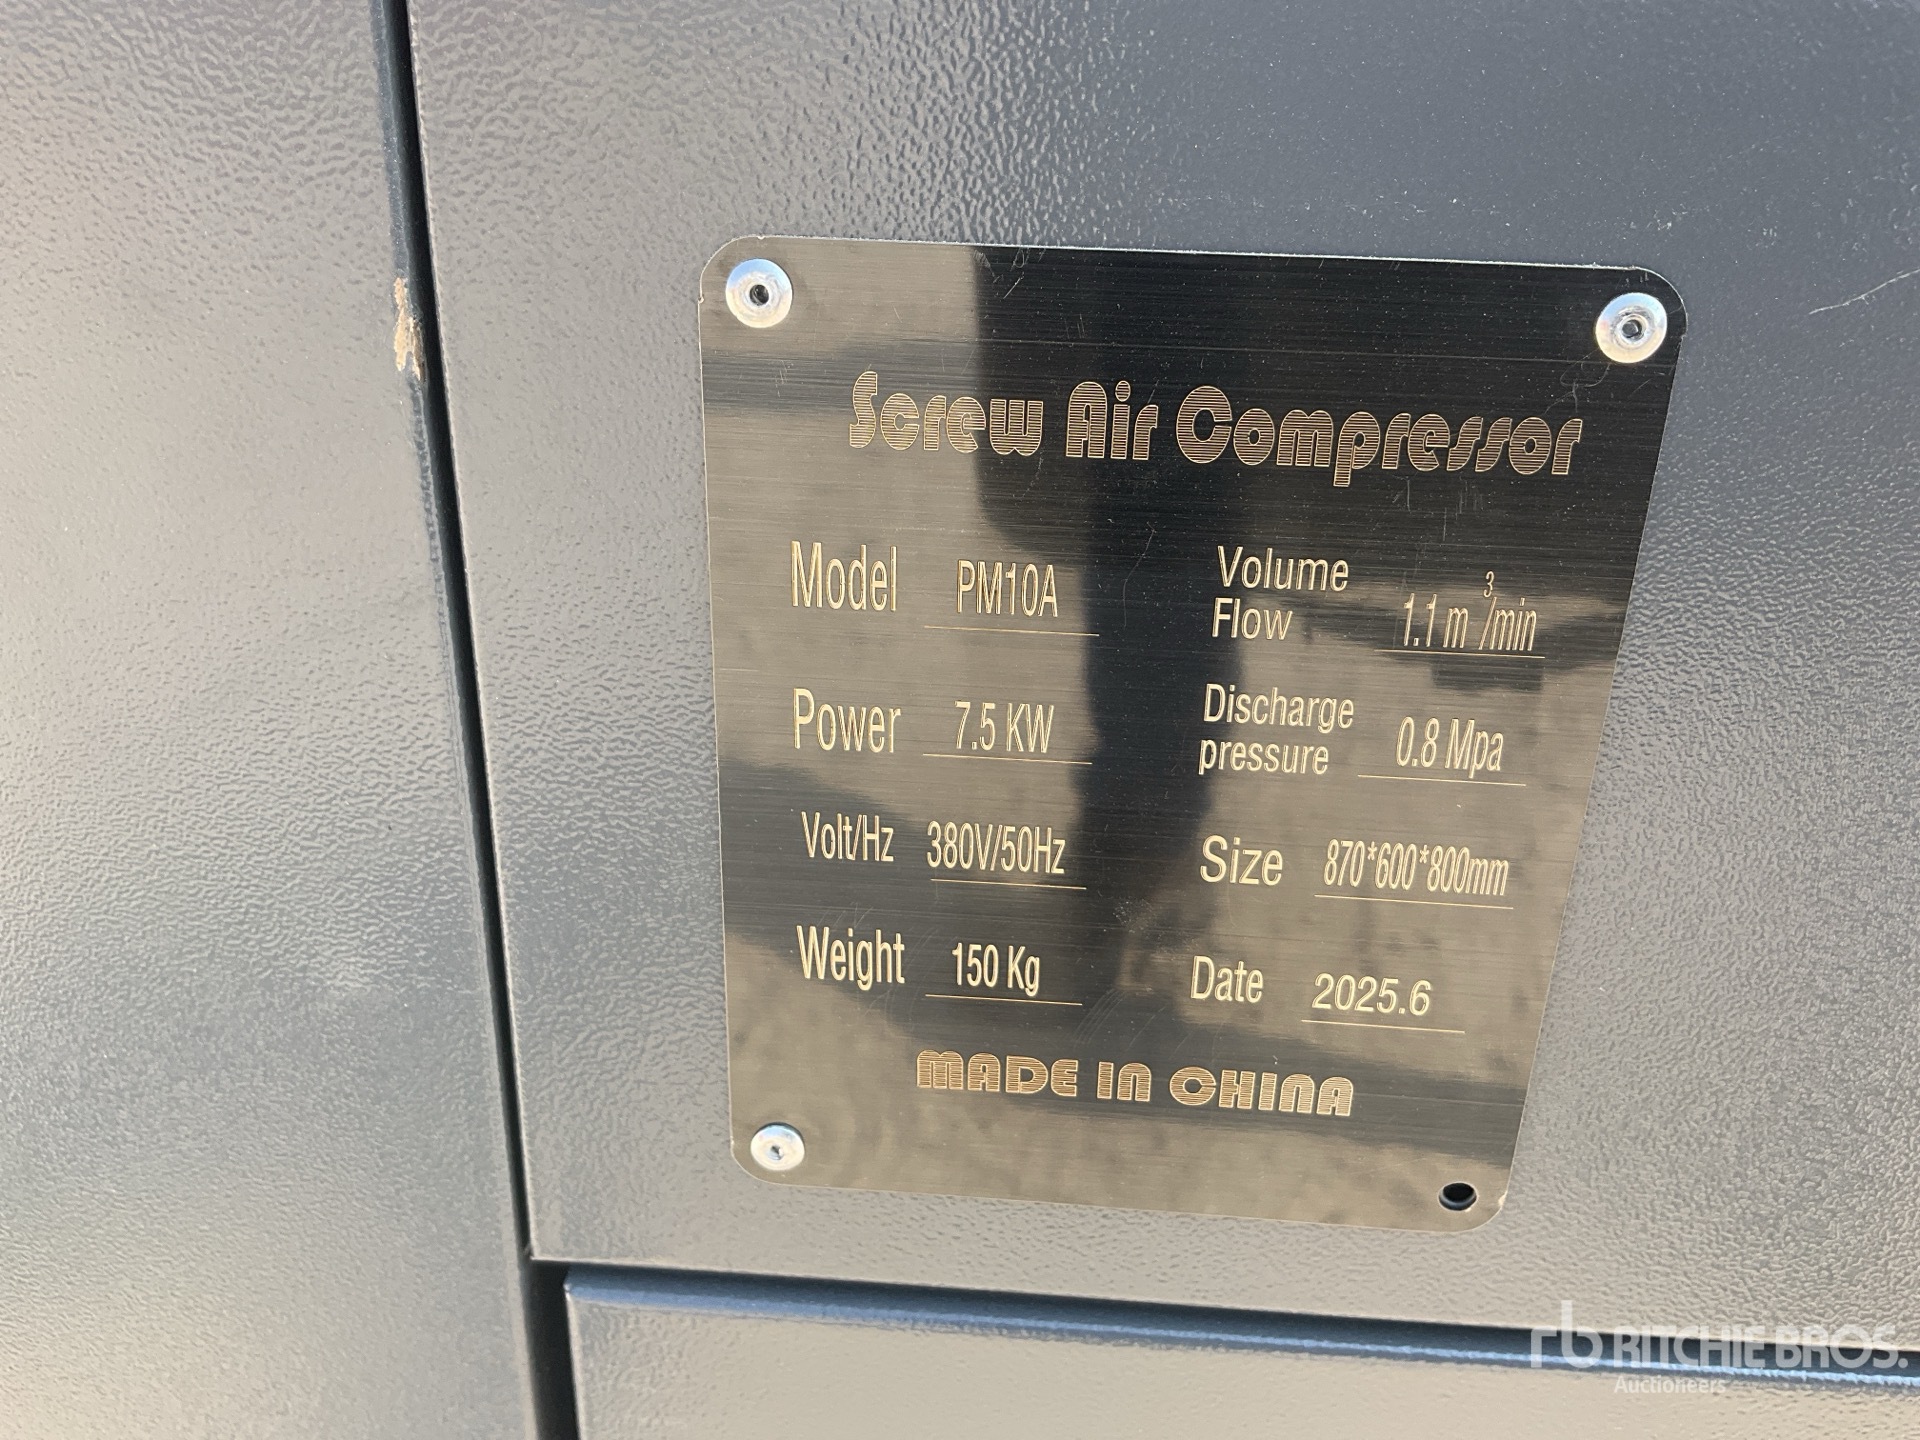 Screw Air Compressor
Model PM10A
Volume
Flow 1.1 m³/min
Power 7.5 KW
Discharge
pressure 0.8 Mpa
Volt/Hz 380V/50Hz
Size 870*600*800mm
Weight 150 Kg
Date 2025.6
MADE IN CHINA
rb RITCHIE BROS.
Auctioneers